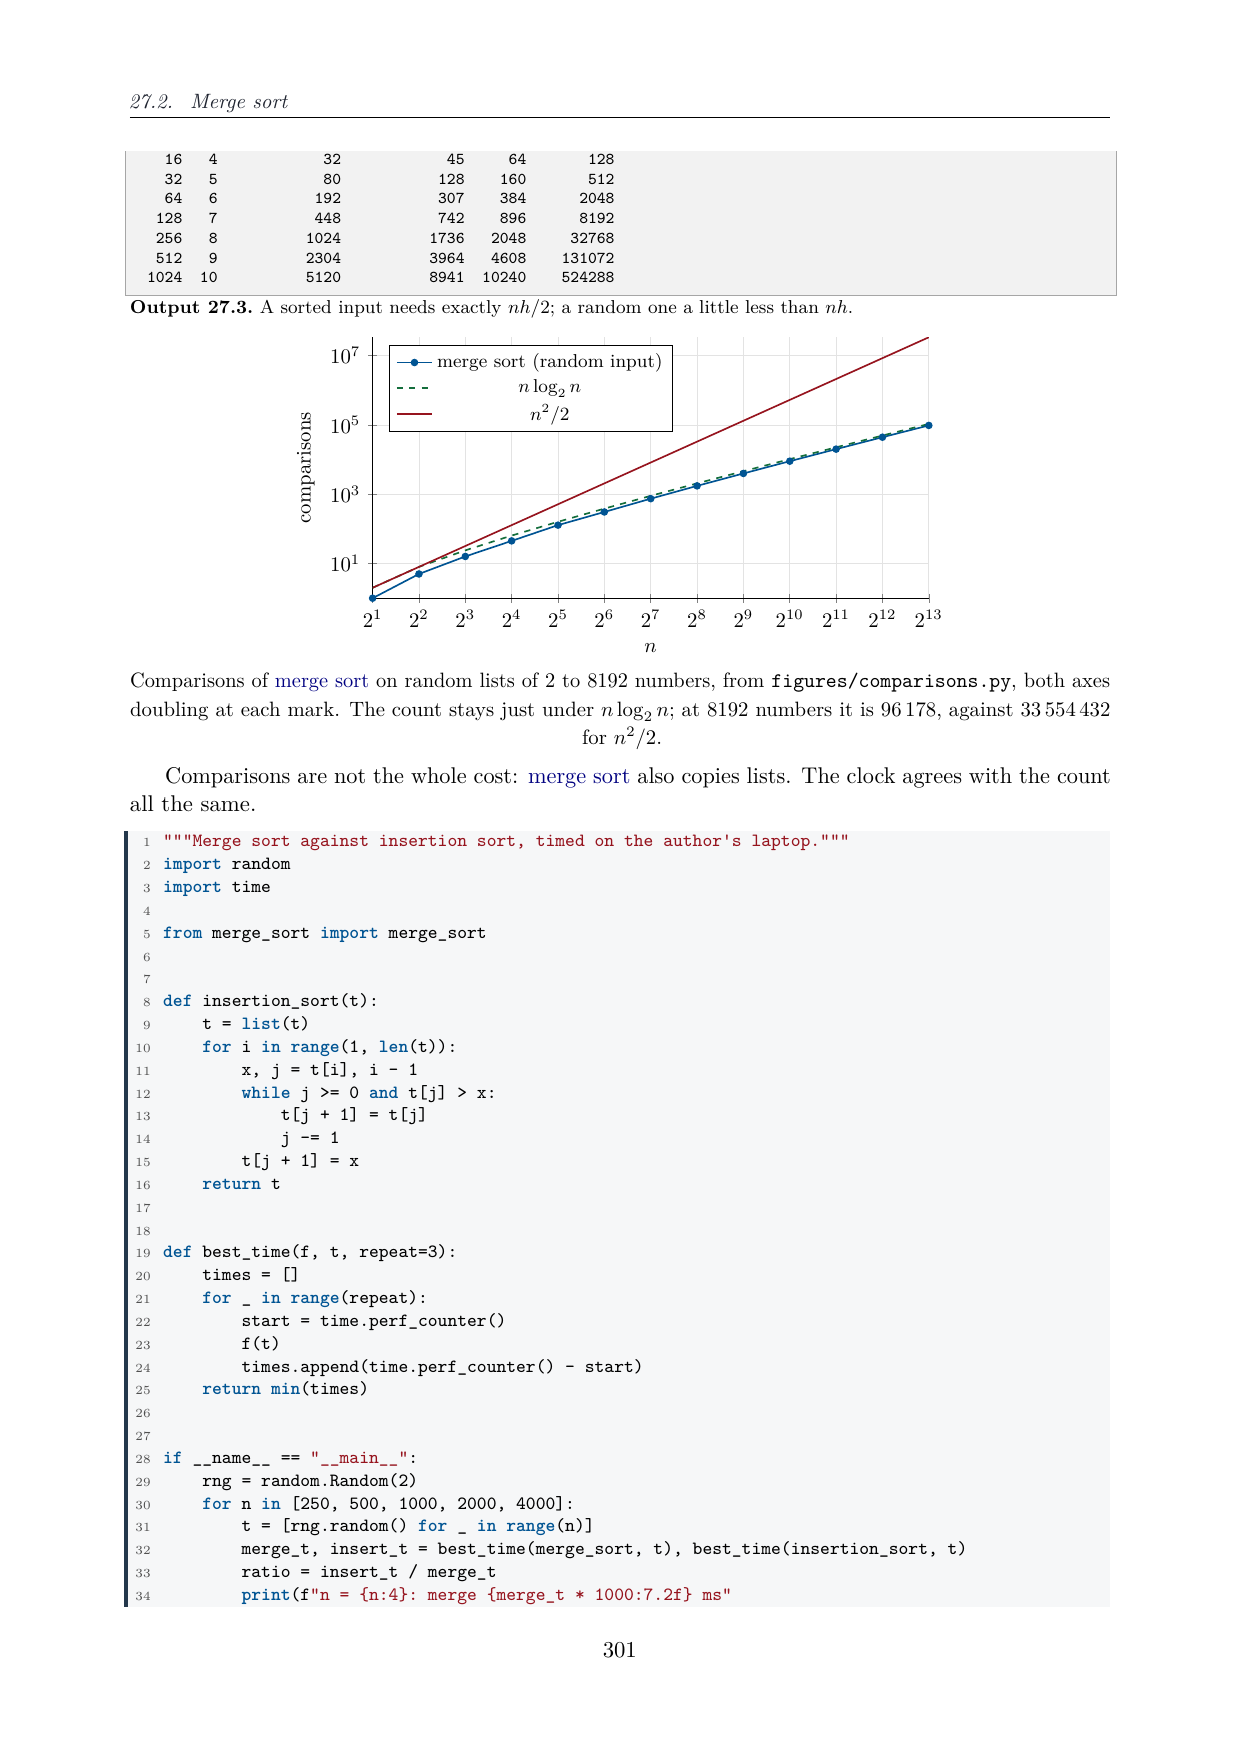 27.2. Merge sort
16 4 32 45 64 128
32 5 80 128 160 512
64 6 192 307 384 2048
128 7 448 742 896 8192
256 8 1024 1736 2048 32768
512 9 2304 3964 4608 131072
1024 10 5120 8941 10240 524288
Output 27.3. A sorted input needs exactly nh/2; a random one a little less than nh.
10⁷
10⁵
10³
10¹
comparisons
merge sort (random input)
n log₂ n
n²/2
2¹ 2² 2³ 2⁴ 2⁵ 2⁶ 2⁷ 2⁸ 2⁹ 2¹⁰ 2¹¹ 2¹² 2¹³
n
Comparisons of merge sort on random lists of 2 to 8192 numbers, from figures/comparisons.py, both axes
doubling at each mark. The count stays just under n log₂ n; at 8192 numbers it is 96 178, against 33 554 432
for n²/2.
Comparisons are not the whole cost: merge sort also copies lists. The clock agrees with the count
all the same.
1 """Merge sort against insertion sort, timed on the author's laptop."""
2 import random
3 import time
4
5 from merge_sort import merge_sort
6
7
8 def insertion_sort(t):
9     t = list(t)
10     for i in range(1, len(t)):
11         x, j = t[i], i - 1
12         while j >= 0 and t[j] > x:
13             t[j + 1] = t[j]
14             j -= 1
15         t[j + 1] = x
16     return t
17
18
19 def best_time(f, t, repeat=3):
20     times = []
21     for _ in range(repeat):
22         start = time.perf_counter()
23         f(t)
24         times.append(time.perf_counter() - start)
25     return min(times)
26
27
28 if __name__ == "__main__":
29     rng = random.Random(2)
30     for n in [250, 500, 1000, 2000, 4000]:
31         t = [rng.random() for _ in range(n)]
32         merge_t, insert_t = best_time(merge_sort, t), best_time(insertion_sort, t)
33         ratio = insert_t / merge_t
34         print(f"n = {n:4}: merge {merge_t * 1000:7.2f} ms"
301